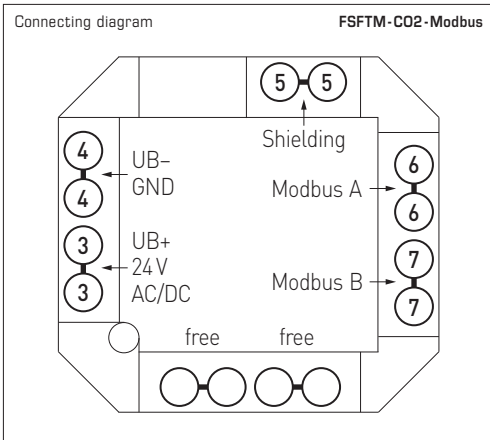 Connecting diagram
FSFTM-CO2-Modbus
5 5
Shielding
4
4
UB–
GND
3
3
UB+
24 V
AC/DC
Modbus A
6
6
Modbus B
7
7
free
free